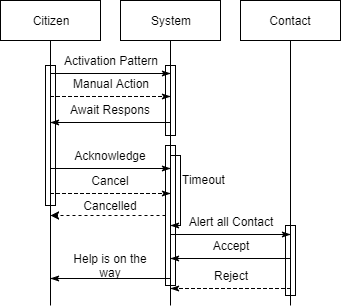 Citizen
System
Contact
Activation Pattern
Manual Action
Await Respons
Acknowledge
Cancel
Timeout
Cancelled
Alert all Contact
Accept
Help is on the
way
Reject